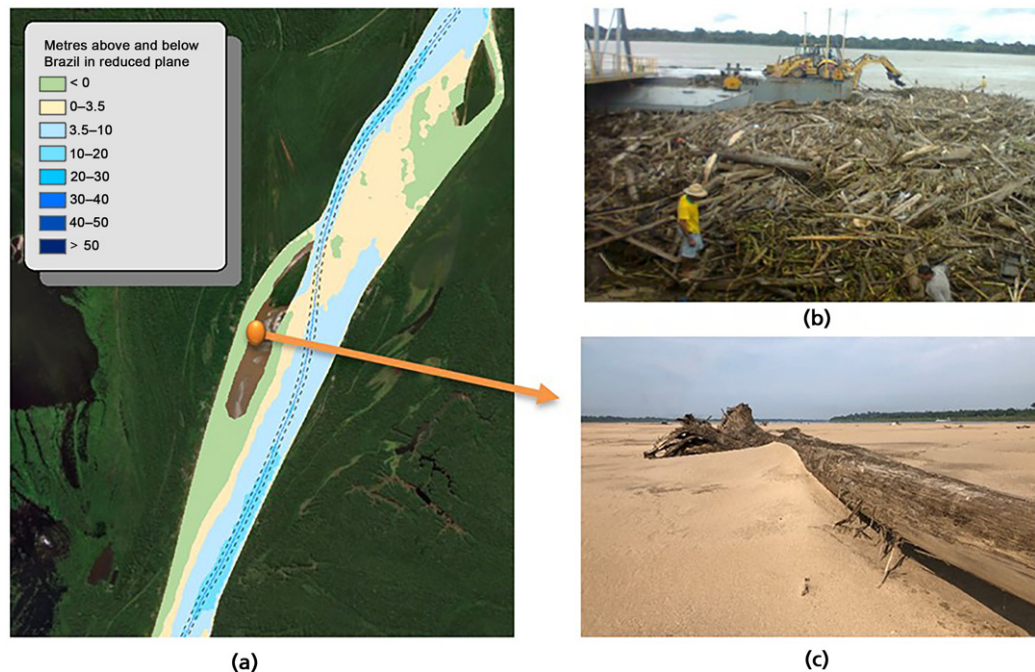 Metres above and below
Brazil in reduced plane
< 0
0–3.5
3.5–10
10–20
20–30
30–40
40–50
> 50
(a)
(b)
(c)